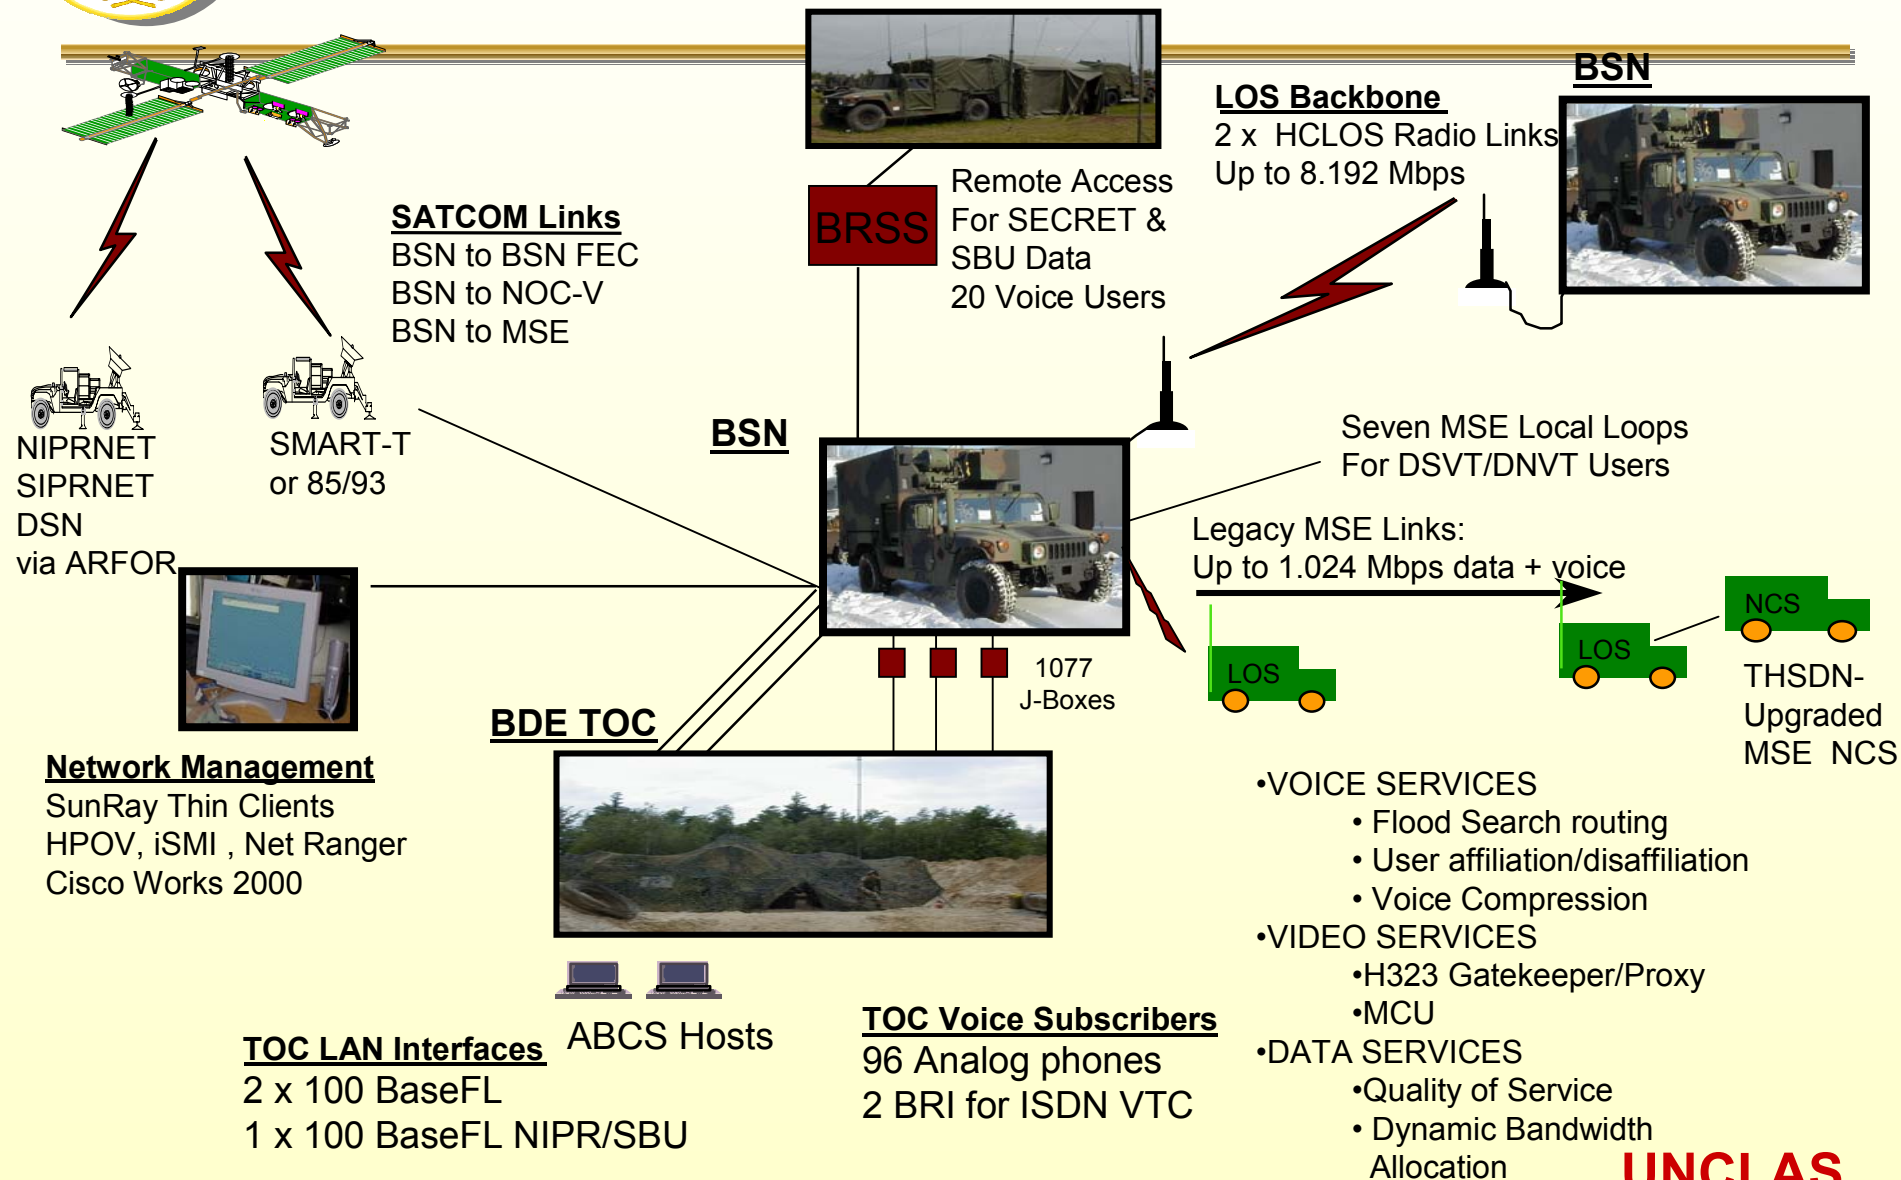 BSN
LOS Backbone
2 x HCLOS Radio Links
Up to 8.192 Mbps
SATCOM Links
BSN to BSN FEC
BSN to NOC-V
BSN to MSE
BRSS
Remote Access
For SECRET &
SBU Data
20 Voice Users
NIPRNET
SIPRNET
DSN
via ARFOR
SMART-T
or 85/93
BSN
Seven MSE Local Loops
For DSVT/DNVT Users
Legacy MSE Links:
Up to 1.024 Mbps data + voice
LOS
LOS
NCS
THSDN-
Upgraded
MSE NCS
1077
J-Boxes
BDE TOC
Network Management
SunRay Thin Clients
HPOV, iSMI , Net Ranger
Cisco Works 2000
ABCS Hosts
TOC LAN Interfaces
2 x 100 BaseFL
1 x 100 BaseFL NIPR/SBU
TOC Voice Subscribers
96 Analog phones
2 BRI for ISDN VTC
•VOICE SERVICES
• Flood Search routing
• User affiliation/disaffiliation
• Voice Compression
•VIDEO SERVICES
•H323 Gatekeeper/Proxy
•MCU
•DATA SERVICES
•Quality of Service
• Dynamic Bandwidth
Allocation
UNCLAS